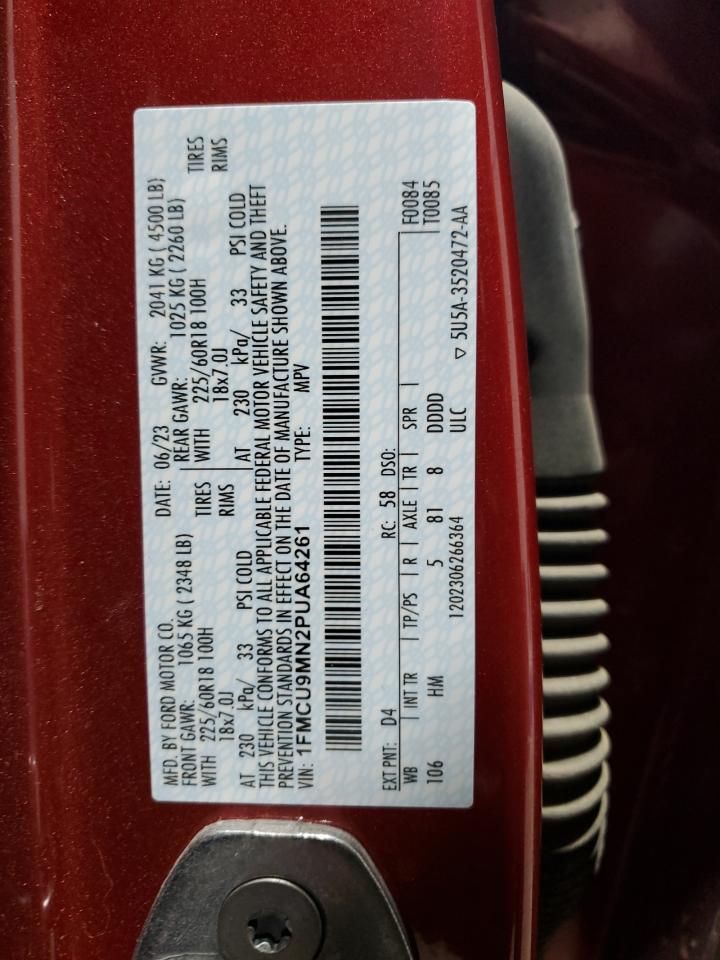 MFD. BY FORD MOTOR CO.
DATE: 06/23 GVWR: 2041 KG ( 4500 LB)
FRONT GAWR: 1065 KG ( 2348 LB) REAR GAWR: 1025 KG ( 2260 LB)
WITH 225/60R18 100H TIRES WITH 225/60R18 100H TIRES
18x7.0J RIMS 18x7.0J RIMS
AT 230 kPa/ 33 PSI COLD AT 230 kPa/ 33 PSI COLD
THIS VEHICLE CONFORMS TO ALL APPLICABLE FEDERAL MOTOR VEHICLE SAFETY AND THEFT
PREVENTION STANDARDS IN EFFECT ON THE DATE OF MANUFACTURE SHOWN ABOVE.
VIN: 1FMCU9MN2PUA64261 TYPE: MPV
EXT PNT: D4 RC: 58 DSO: F0084
WB INT TR TP/PS R AXLE TR SPR T0085
106 HM 5 81 8 DDDD
1202306266364 ULC ▽ 5U5A-3520472-AA